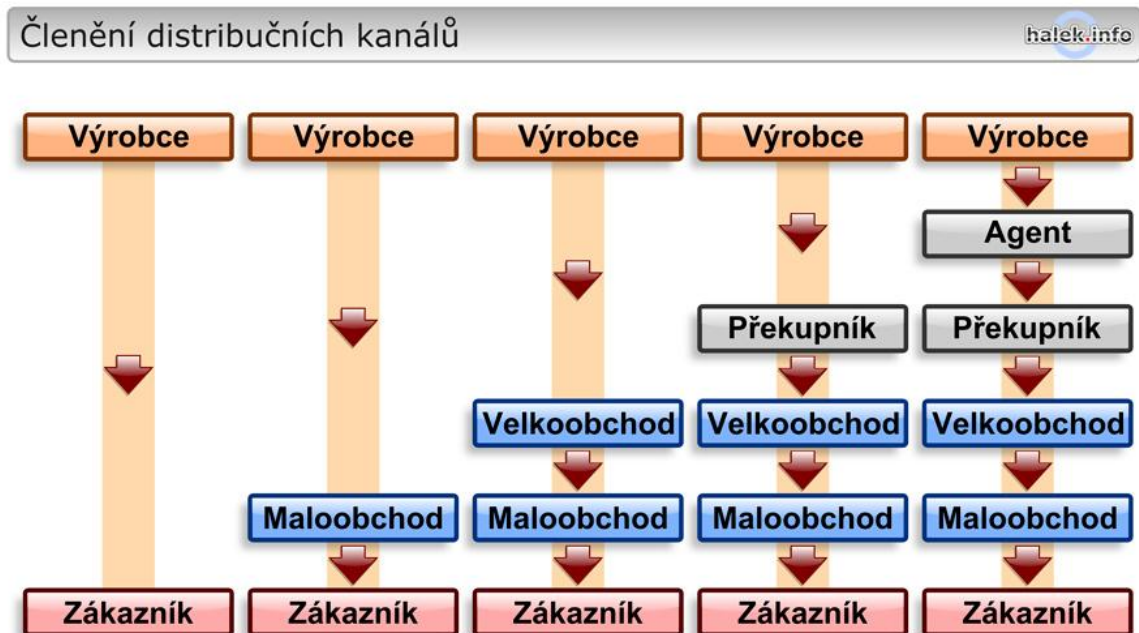 Členění distribučních kanálů
halek.info
Výrobce Výrobce Výrobce Výrobce Výrobce
Agent
Překupník Překupník
Velkoobchod Velkoobchod Velkoobchod
Maloobchod Maloobchod Maloobchod Maloobchod
Zákazník Zákazník Zákazník Zákazník Zákazník